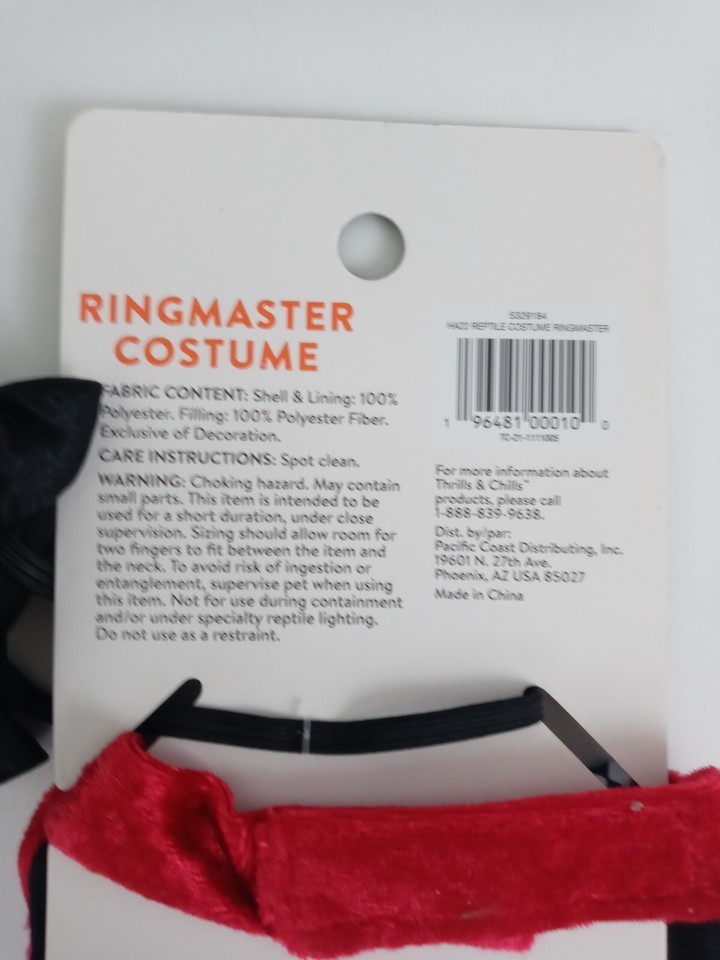 RINGMASTER
COSTUME
FABRIC CONTENT: Shell & Lining: 100%
Polyester. Filling: 100% Polyester Fiber.
Exclusive of Decoration.
CARE INSTRUCTIONS: Spot clean.
WARNING: Choking hazard. May contain
small parts. This item is intended to be
used for a short duration, under close
supervision. Sizing should allow room for
two fingers to fit between the item and
the neck. To avoid risk of ingestion or
entanglement, supervise pet when using
this item. Not for use during containment
and/or under specialty reptile lighting.
Do not use as a restraint.
5329184
HA22 REPTILE COSTUME RINGMASTER
1 96481 00010 0
TC-21-1111005
For more information about
Thrills & Chills™
products, please call
1-888-839-9638.
Dist. by/par:
Pacific Coast Distributing, Inc.
19601 N. 27th Ave.
Phoenix, AZ USA 85027
Made in China